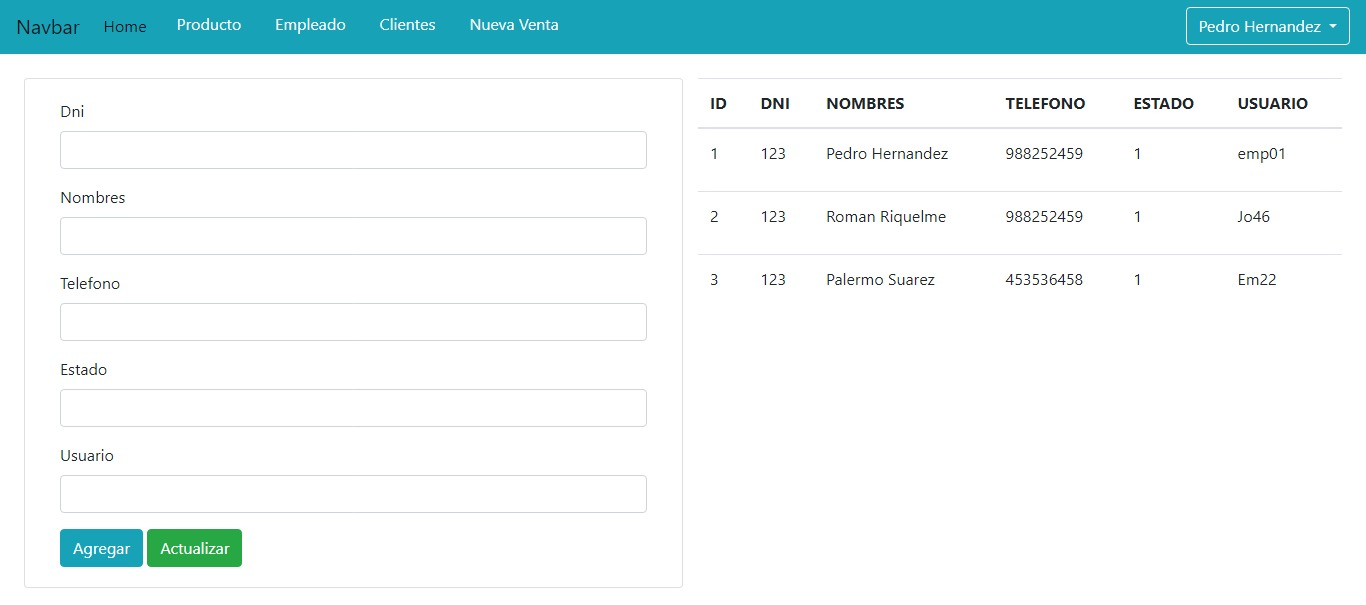 Navbar Home Producto Empleado Clientes Nueva Venta Pedro Hernandez
Dni
Nombres
Telefono
Estado
Usuario
Agregar Actualizar
ID DNI NOMBRES TELEFONO ESTADO USUARIO
1 123 Pedro Hernandez 988252459 1 emp01
2 123 Roman Riquelme 988252459 1 Jo46
3 123 Palermo Suarez 453536458 1 Em22